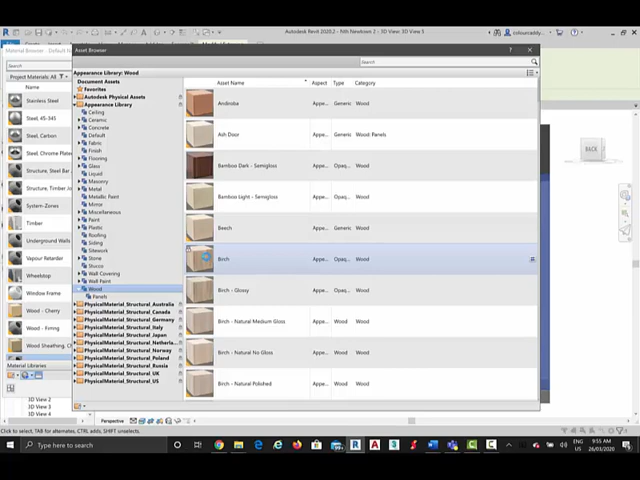 Autodesk Revit 2020.2 - Fifth Newtown 2 - 3D View: 3D View: 5
colouraddy...
Material Browser - Default
Asset Browser
? ×
Search
Search
Appearance Library: Wood
Project Materials: All
Name
Stainless Steel
Steel, 45-345
Steel, Carbon
Steel, Chrome Plated
Structure, Steel Bar
Structure, Timber Jo
System-Zones
Timber
Underground Walls
Vapour Retarder
Wheelstop
Window Frame
Wood - Cherry
Wood - Firring
Wood Sheathing, C
Material Libraries
Document Assets
Favorites
Autodesk Physical Assets
Appearance Library
Ceiling
Ceramic
Concrete
Default
Fabric
Finish
Flooring
Glass
Liquid
Masonry
Metal
Metallic Paint
Mirror
Miscellaneous
Paint
Plastic
Roofing
Siding
Sitework
Stone
Stucco
Wall Covering
Wall Paint
Wood
Panels
PhysicalMaterial_Structural_Australia
PhysicalMaterial_Structural_Canada
PhysicalMaterial_Structural_Germany
PhysicalMaterial_Structural_Italy
PhysicalMaterial_Structural_Japan
PhysicalMaterial_Structural_Netherla...
PhysicalMaterial_Structural_Norway
PhysicalMaterial_Structural_Poland
PhysicalMaterial_Structural_Russia
PhysicalMaterial_Structural_UK
PhysicalMaterial_Structural_US
Asset Name Aspect Type Category
Andiroba Appe... Generic Wood
Ash Door Appe... Generic Wood: Panels
Bamboo Dark - Semigloss Appe... Opaq... Wood
Bamboo Light - Semigloss Appe... Opaq... Wood
Beech Appe... Generic Wood
Birch Appe... Opaq... Wood
Birch - Glossy Appe... Opaq... Wood
Birch - Natural Medium Gloss Appe... Wood Wood
Birch - Natural No Gloss Appe... Wood Wood
Birch - Natural Polished Appe... Wood Wood
BACK
3D View 2
3D View 3
3D View 4
Perspective
Click to select, TAB for alternates, CTRL adds, SHIFT unselects.
Type here to search
ENG
US
9:55 AM
26/03/2020